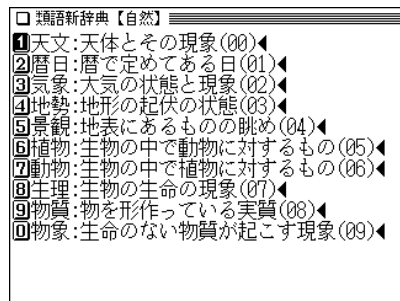 類語新辞典【自然】
1天文:天体とその現象(00)◀
2暦日:暦で定めてある日(01)◀
3気象:大気の状態と現象(02)◀
4地勢:地形の起伏の状態(03)◀
5景観:地表にあるものの眺め(04)◀
6植物:生物の中で動物に対するもの(05)◀
7動物:生物の中で植物に対するもの(06)◀
8生理:生物の生命の現象(07)◀
9物質:物を形作っている実質(08)◀
0物象:生命のない物質が起こす現象(09)◀